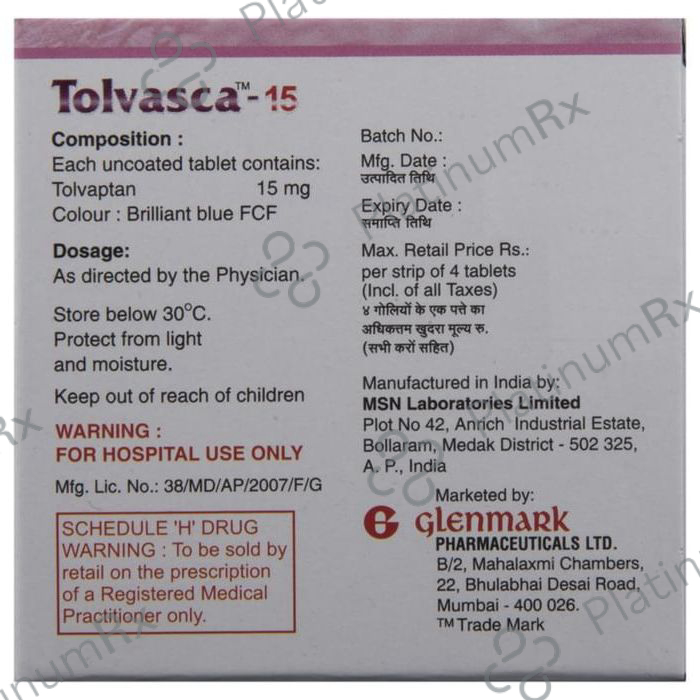 Tolvasca™- 15
Composition :
Each uncoated tablet contains:
Tolvaptan 15 mg
Colour : Brilliant blue FCF
Dosage:
As directed by the Physician.
Store below 30°C.
Protect from light
and moisture.
Keep out of reach of children
WARNING :
FOR HOSPITAL USE ONLY
Mfg. Lic. No.: 38/MD/AP/2007/F/G
SCHEDULE 'H' DRUG
WARNING : To be sold by
retail on the prescription
of a Registered Medical
Practitioner only.
Batch No.:
Mfg. Date :
उत्पादित तिथि
Expiry Date :
समाप्ति तिथि
Max. Retail Price Rs.:
per strip of 4 tablets
(Incl. of all Taxes)
४ गोलियों के एक पत्ते का
अधिकतम खुदरा मूल्य रु.
(सभी करों सहित)
Manufactured in India by:
MSN Laboratories Limited
Plot No 42, Anrich Industrial Estate,
Bollaram, Medak District - 502 325,
A. P., India
Marketed by:
G glenmark
PHARMACEUTICALS LTD.
B/2, Mahalaxmi Chambers,
22, Bhulabhai Desai Road,
Mumbai - 400 026.
™ Trade Mark
PlatinumRx
PlatinumRx
PlatinumRx
PlatinumRx